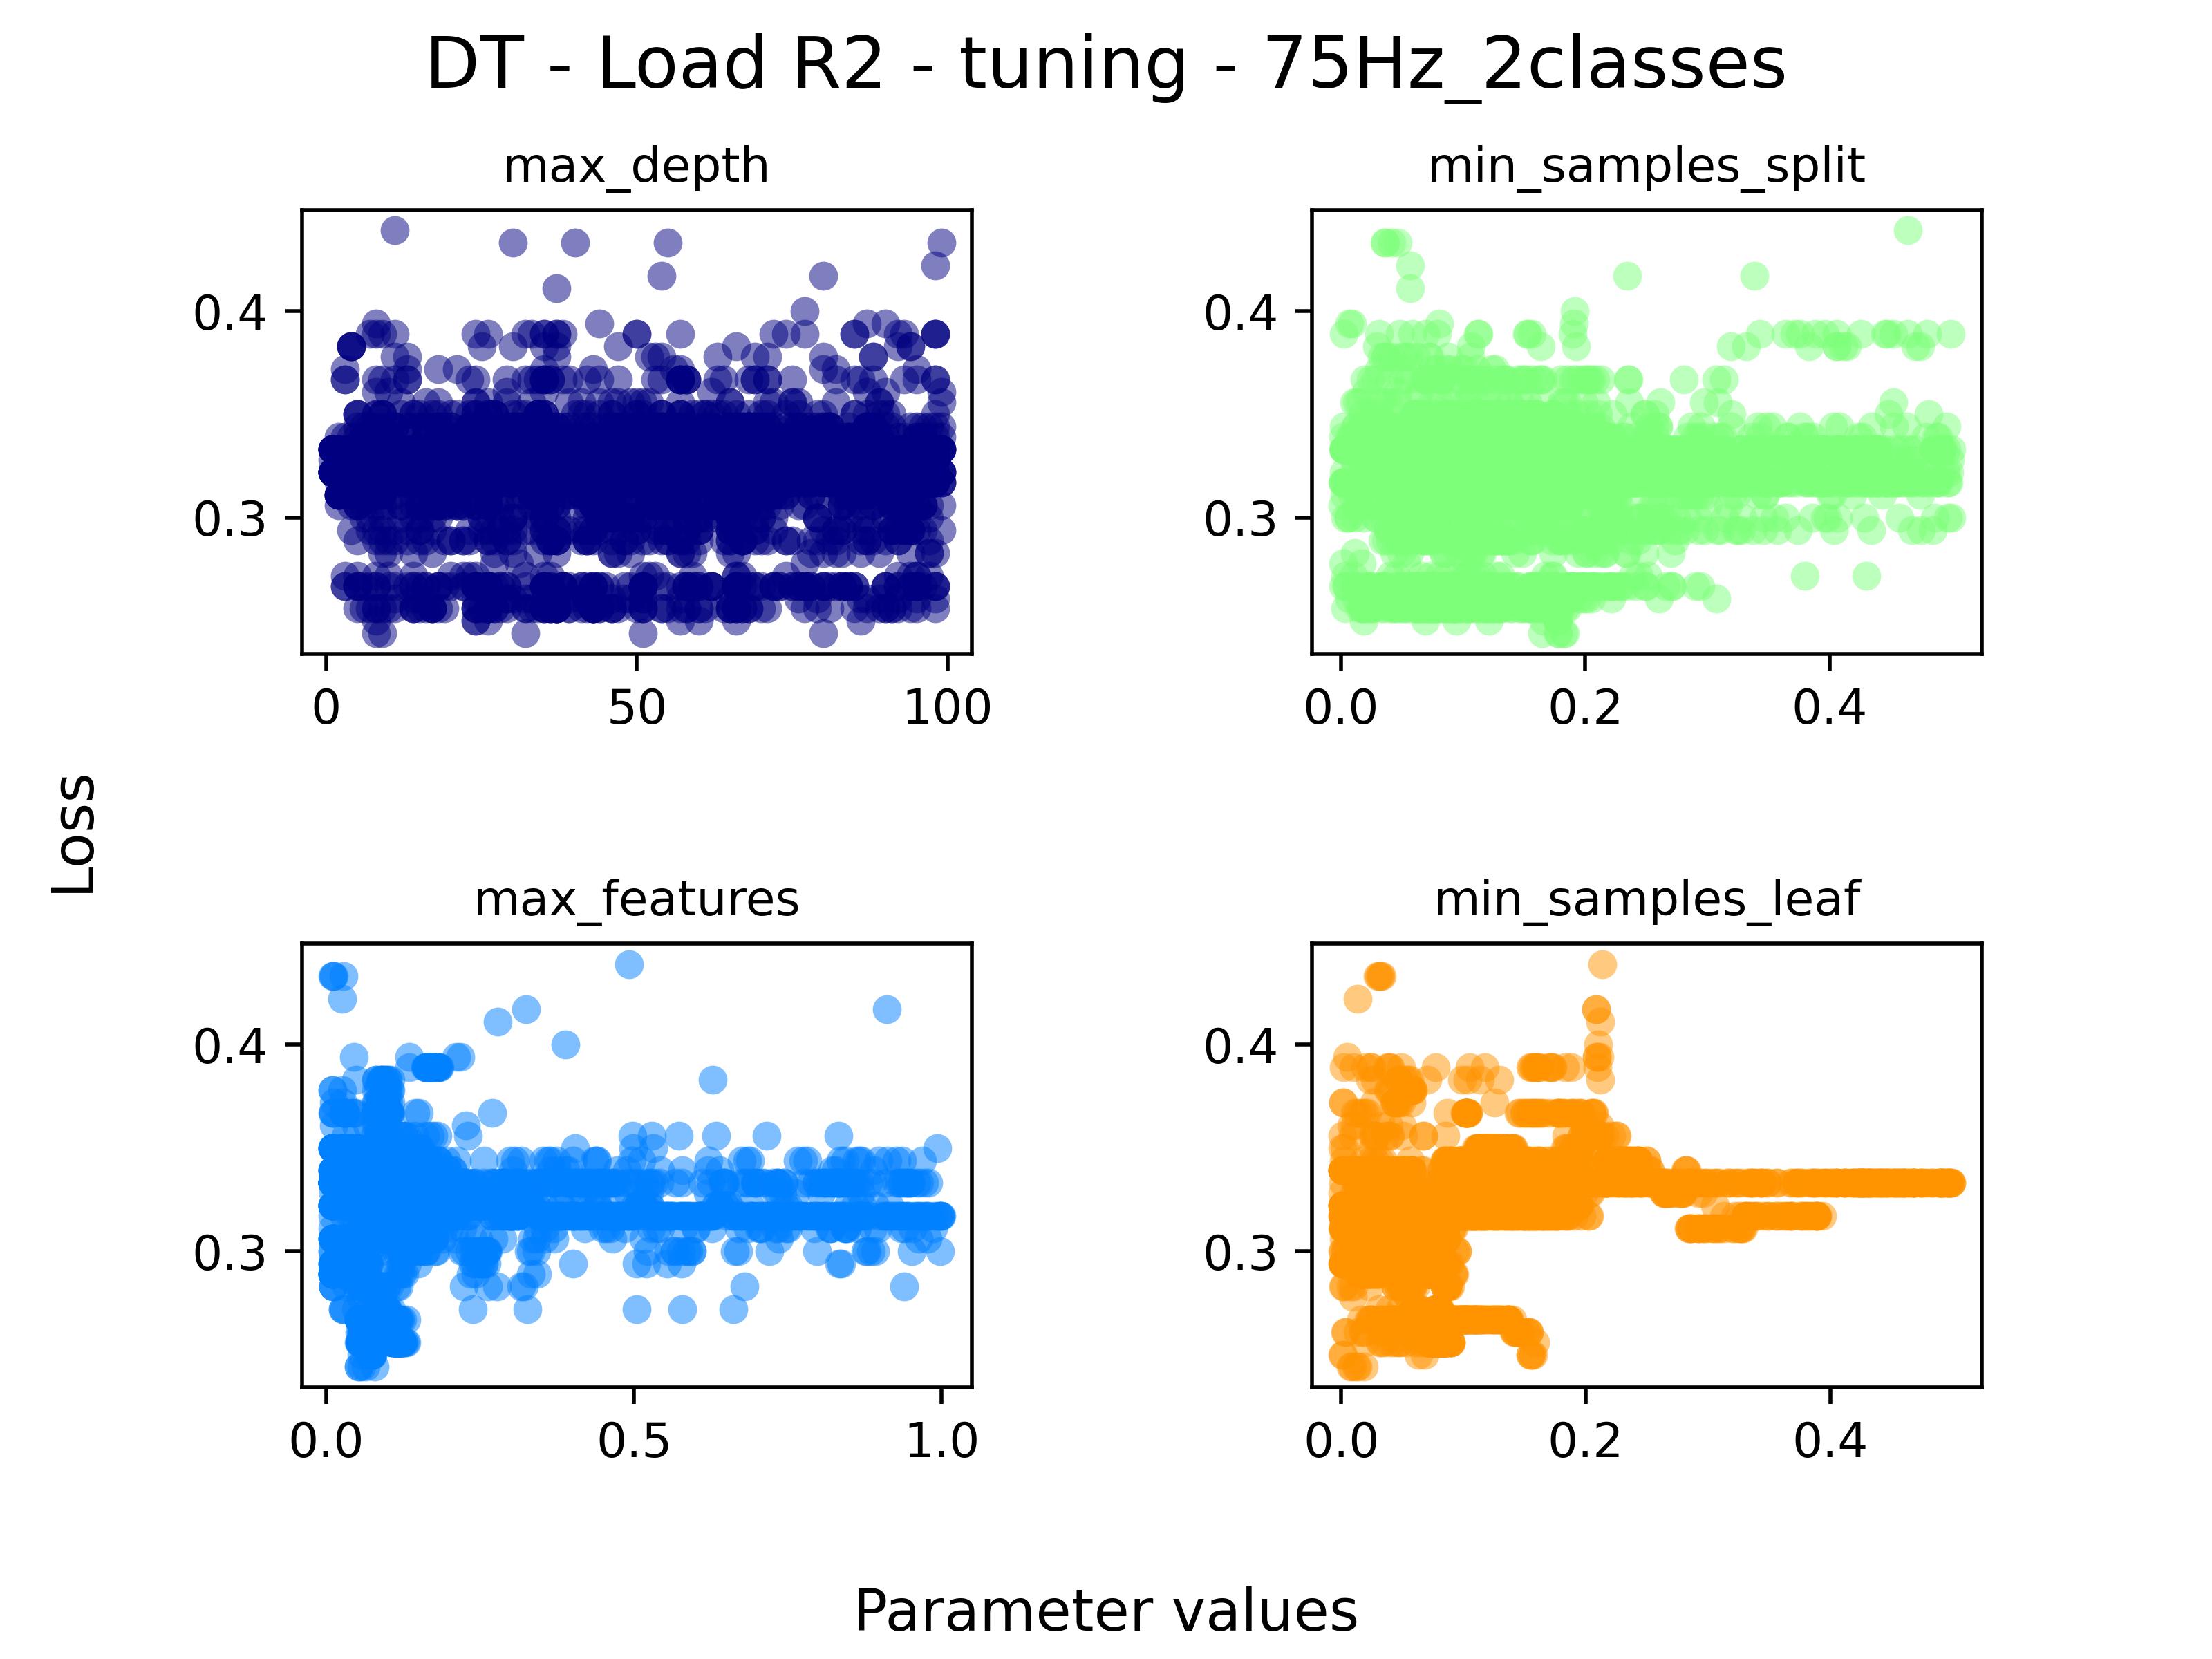 DT - Load R2 - tuning - 75Hz_2classes
max_depth
min_samples_split
0.4
0.3
0
50
100
0.4
0.3
0.0
0.2
0.4
Loss
max_features
min_samples_leaf
0.4
0.3
0.0
0.5
1.0
0.4
0.3
0.0
0.2
0.4
Parameter values